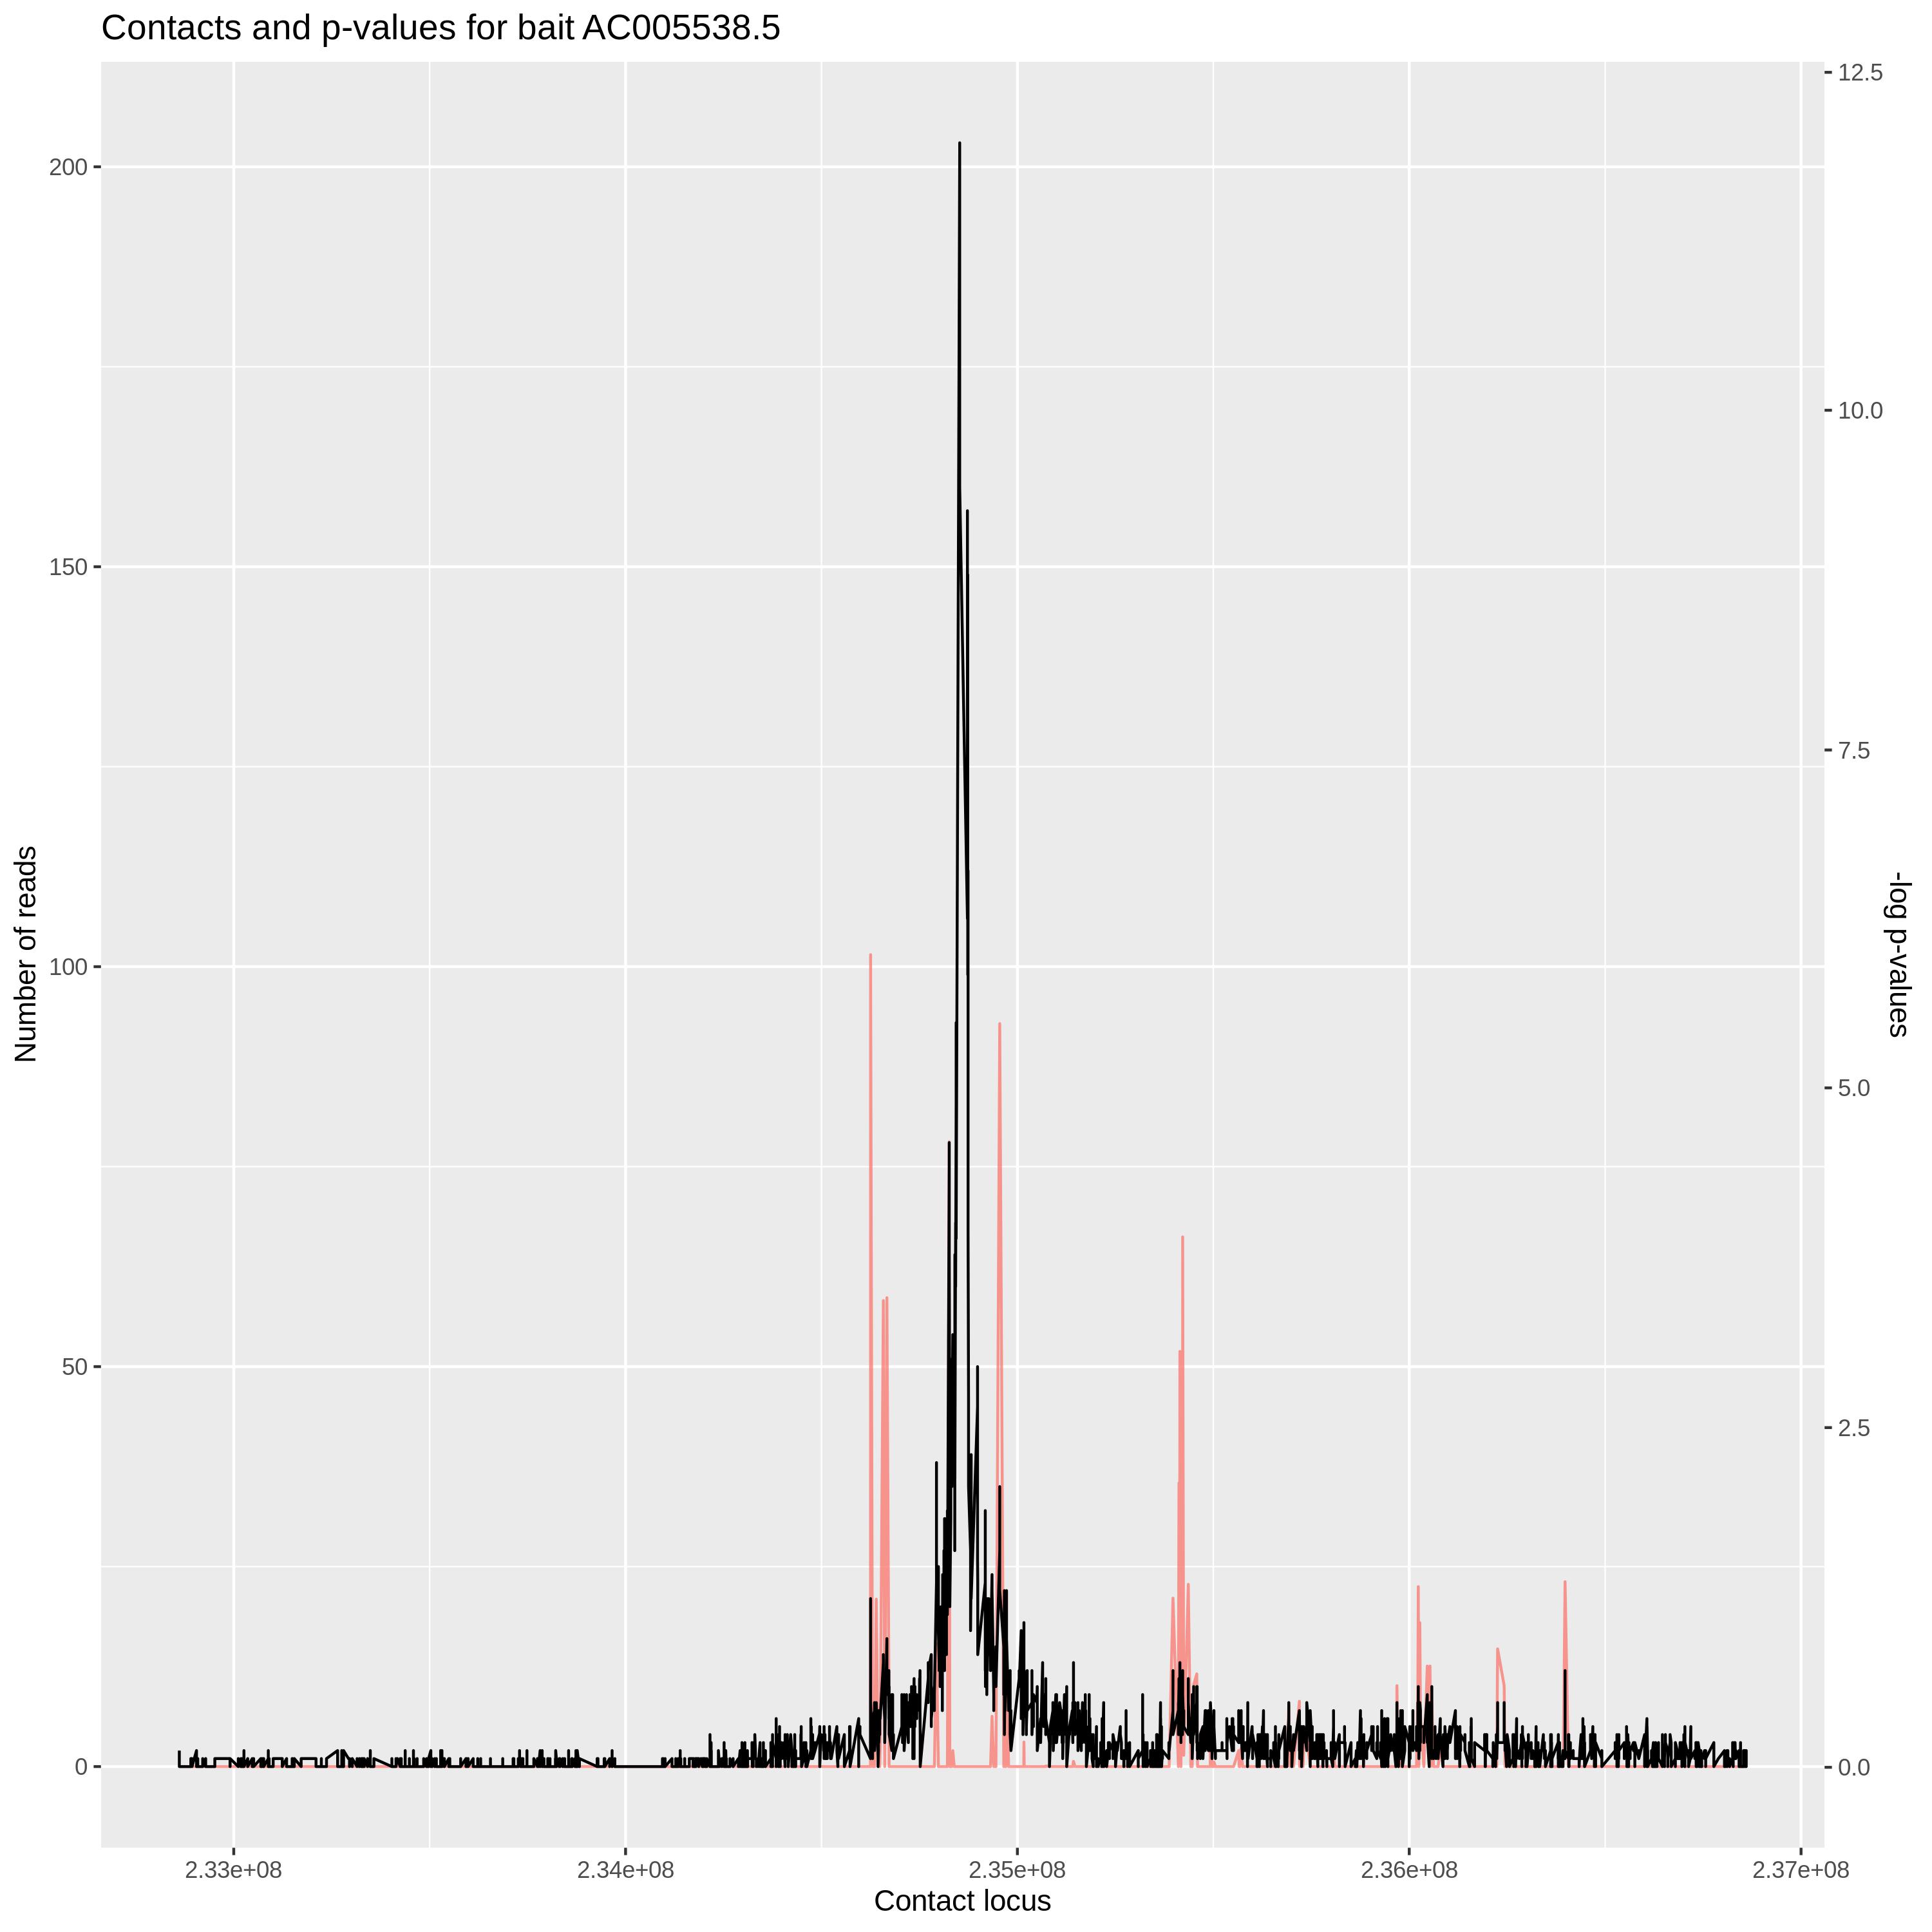 Contacts and p-values for bait AC005538.5
Number of reads
200
150
100
50
0
12.5
10.0
7.5
5.0
2.5
0.0
-log p-values
2.33e+08
2.34e+08
2.35e+08
2.36e+08
2.37e+08
Contact locus